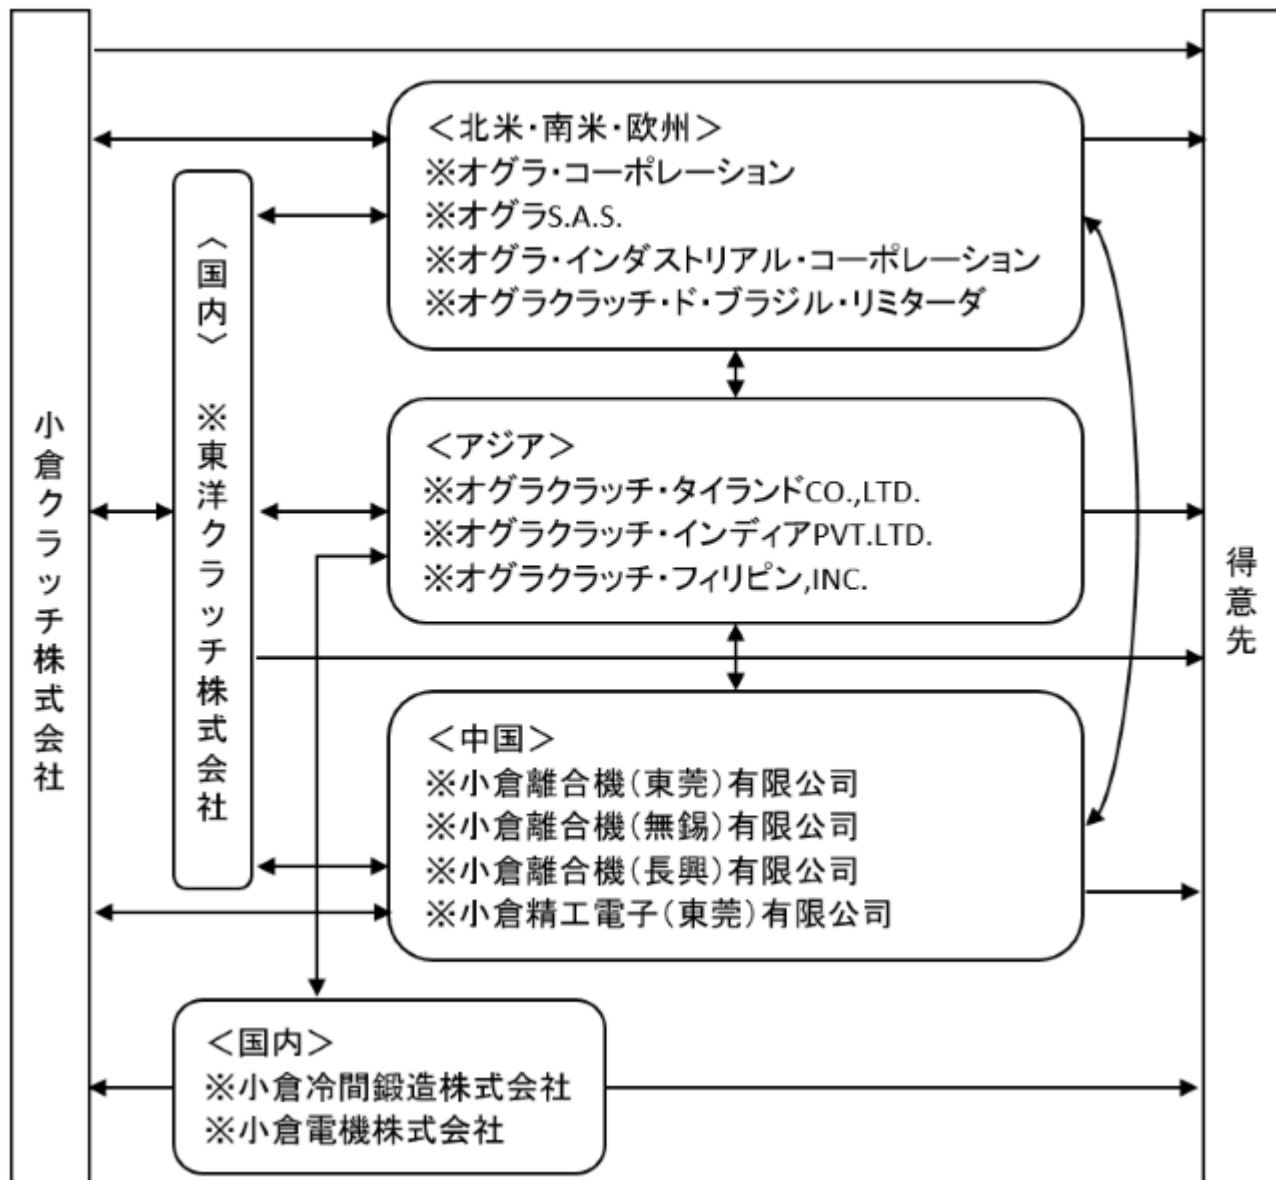 小倉クラッチ株式会社
〈国内〉 ※東洋クラッチ株式会社
＜北米・南米・欧州＞
※オグラ・コーポレーション
※オグラS.A.S.
※オグラ・インダストリアル・コーポレーション
※オグラクラッチ・ド・ブラジル・リミターダ
＜アジア＞
※オグラクラッチ・タイランドCO.,LTD.
※オグラクラッチ・インディアPVT.LTD.
※オグラクラッチ・フィリピン,INC.
＜中国＞
※小倉離合機（東莞）有限公司
※小倉離合機（無錫）有限公司
※小倉離合機（長興）有限公司
※小倉精工電子（東莞）有限公司
＜国内＞
※小倉冷間鍛造株式会社
※小倉電機株式会社
得意先